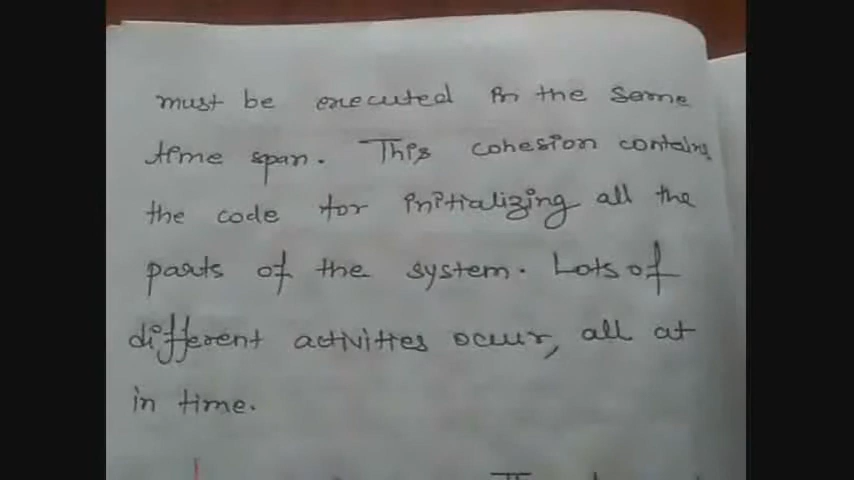 must be executed in the same
time span. This cohesion contains
the code for initializing all the
parts of the system. Lots of
different activities occur, all at
in time.